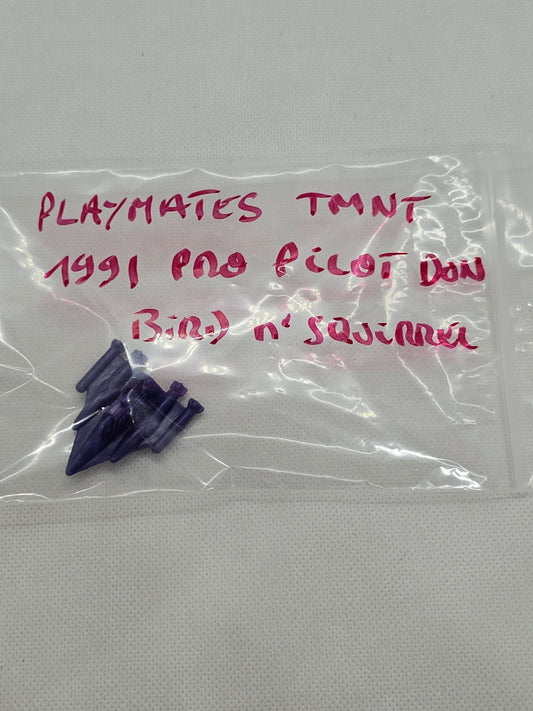 PLAYMATES TMNT
1991 PRO PILOT DON
BIRD N' SQUIRREL